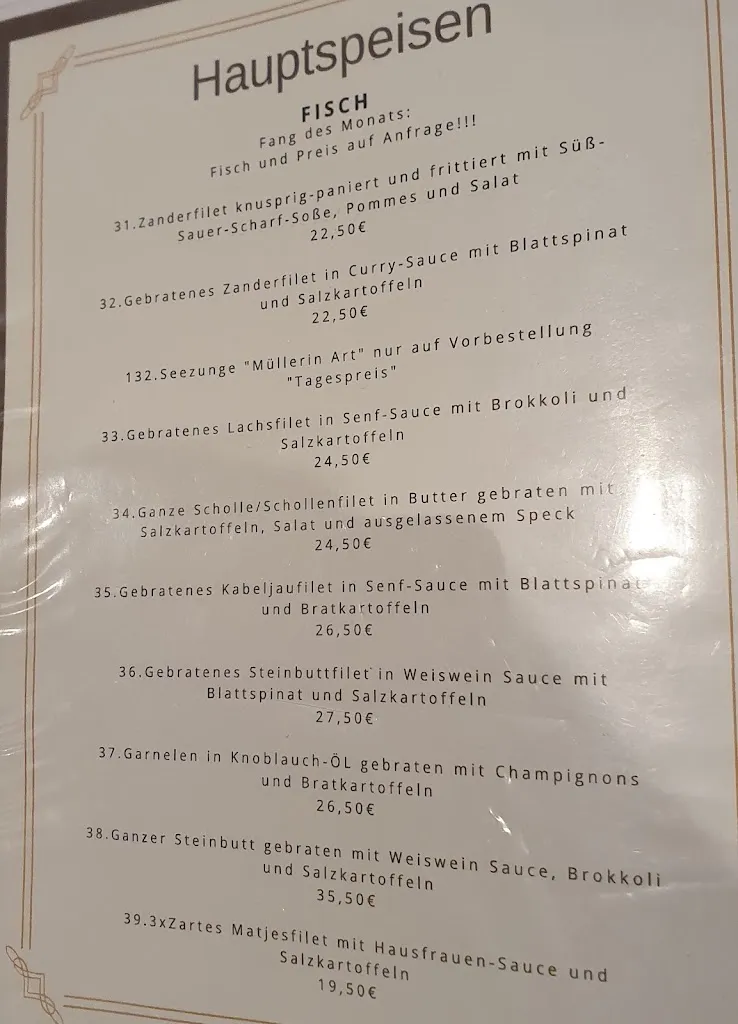 Hauptspeisen
FISCH
Fang des Monats:
Fisch und Preis auf Anfrage!!!
31.Zanderfilet knusprig-paniert und frittiert mit Süß-
Sauer-Scharf-Soße, Pommes und Salat
22,50€
32.Gebratenes Zanderfilet in Curry-Sauce mit Blattspinat
und Salzkartoffeln
22,50€
132.Seezunge "Müllerin Art" nur auf Vorbestellung
"Tagespreis"
33.Gebratenes Lachsfilet in Senf-Sauce mit Brokkoli und
Salzkartoffeln
24,50€
34.Ganze Scholle/Schollenfilet in Butter gebraten mit
Salzkartoffeln, Salat und ausgelassenem Speck
24,50€
35.Gebratenes Kabeljaufilet in Senf-Sauce mit Blattspinat
und Bratkartoffeln
26,50€
36.Gebratenes Steinbuttfilet in Weiswein Sauce mit
Blattspinat und Salzkartoffeln
27,50€
37.Garnelen in Knoblauch-ÖL gebraten mit Champignons
und Bratkartoffeln
26,50€
38.Ganzer Steinbutt gebraten mit Weiswein Sauce, Brokkoli
und Salzkartoffeln
35,50€
39.3xZartes Matjesfilet mit Hausfrauen-Sauce und
Salzkartoffeln
19,50€